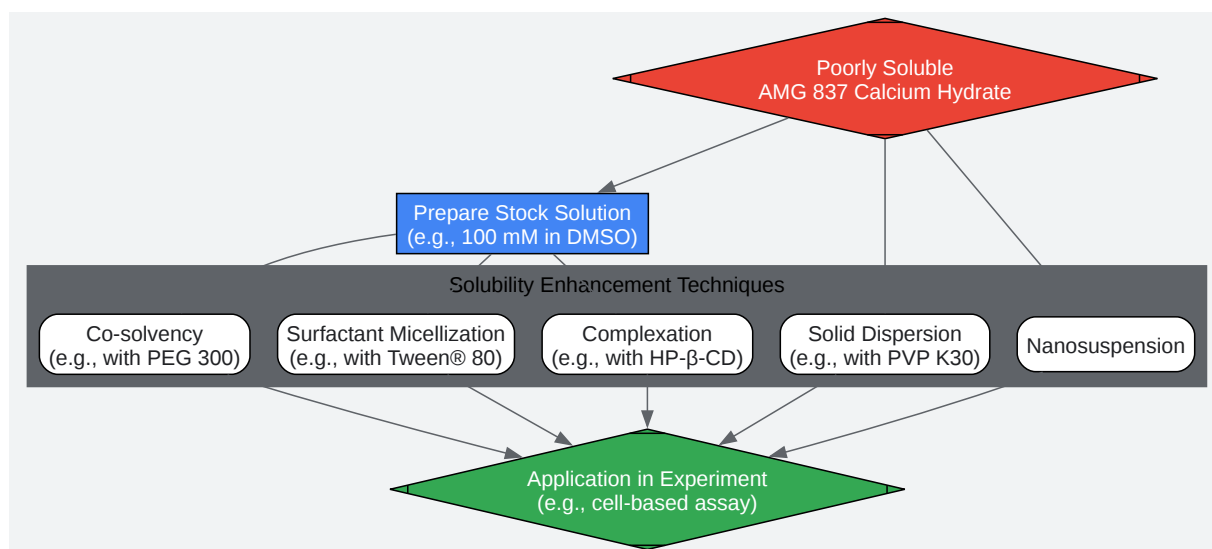 Poorly Soluble
AMG 837 Calcium Hydrate
Prepare Stock Solution
(e.g., 100 mM in DMSO)
Solubility Enhancement Techniques
Co-solvency
(e.g., with PEG 300)
Surfactant Micellization
(e.g., with Tween® 80)
Complexation
(e.g., with HP-β-CD)
Solid Dispersion
(e.g., with PVP K30)
Nanosuspension
Application in Experiment
(e.g., cell-based assay)